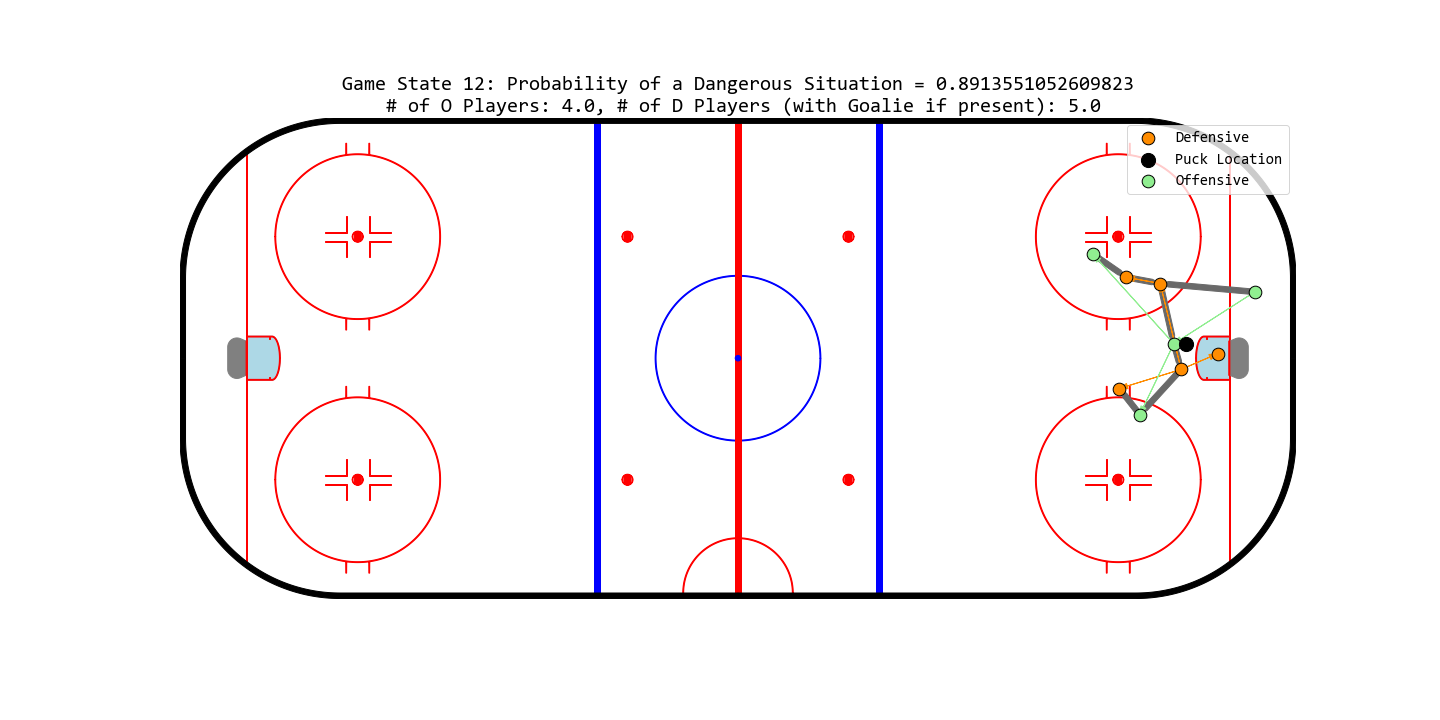 Game State 12: Probability of a Dangerous Situation = 0.8913551052609823
# of O Players: 4.0, # of D Players (with Goalie if present): 5.0
Defensive
Puck Location
Offensive